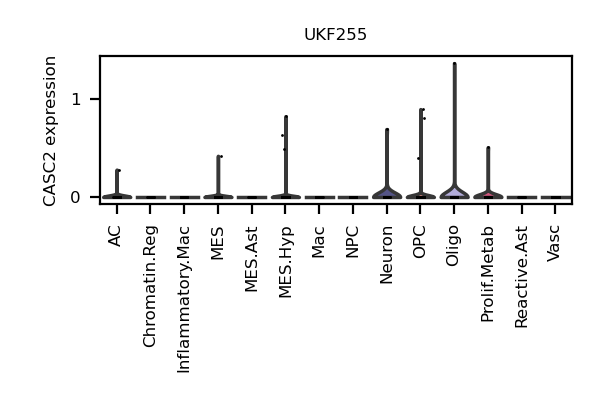 UKF255
CASC2 expression
1
0
AC
Chromatin.Reg
Inflammatory.Mac
MES
MES.Ast
MES.Hyp
Mac
NPC
Neuron
OPC
Oligo
Prolif.Metab
Reactive.Ast
Vasc